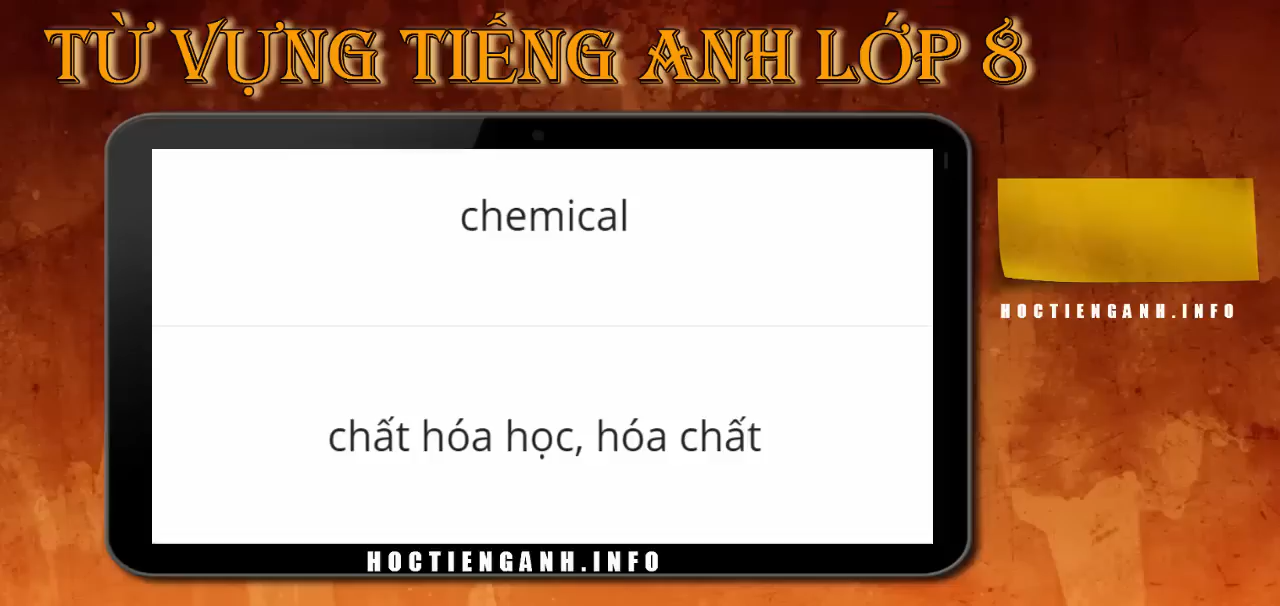 TỪ VỰNG TIẾNG ANH LỚP 8
chemical
chất hóa học, hóa chất
HOCTIENGANH.INFO
HOCTIENGANH.INFO